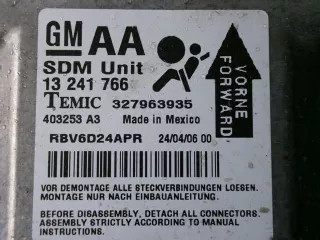 GM AA
SDM Unit
13 241 766
TEMIC 327963935
403253 A3 Made in Mexico
RBV6D24APR 24/04/06 00
VORNE
FORWARD
VOR DEMONTAGE ALLE STECKVERBINDUNGEN LOESEN.
MONTAGE NUR NACH EINBAUANLEITUNG.
BEFORE DISASSEMBLY, DETACH ALL CONNECTORS.
ASSEMBLY STRICTLY ACCORDING TO MANUAL
INSTRUCTIONS.